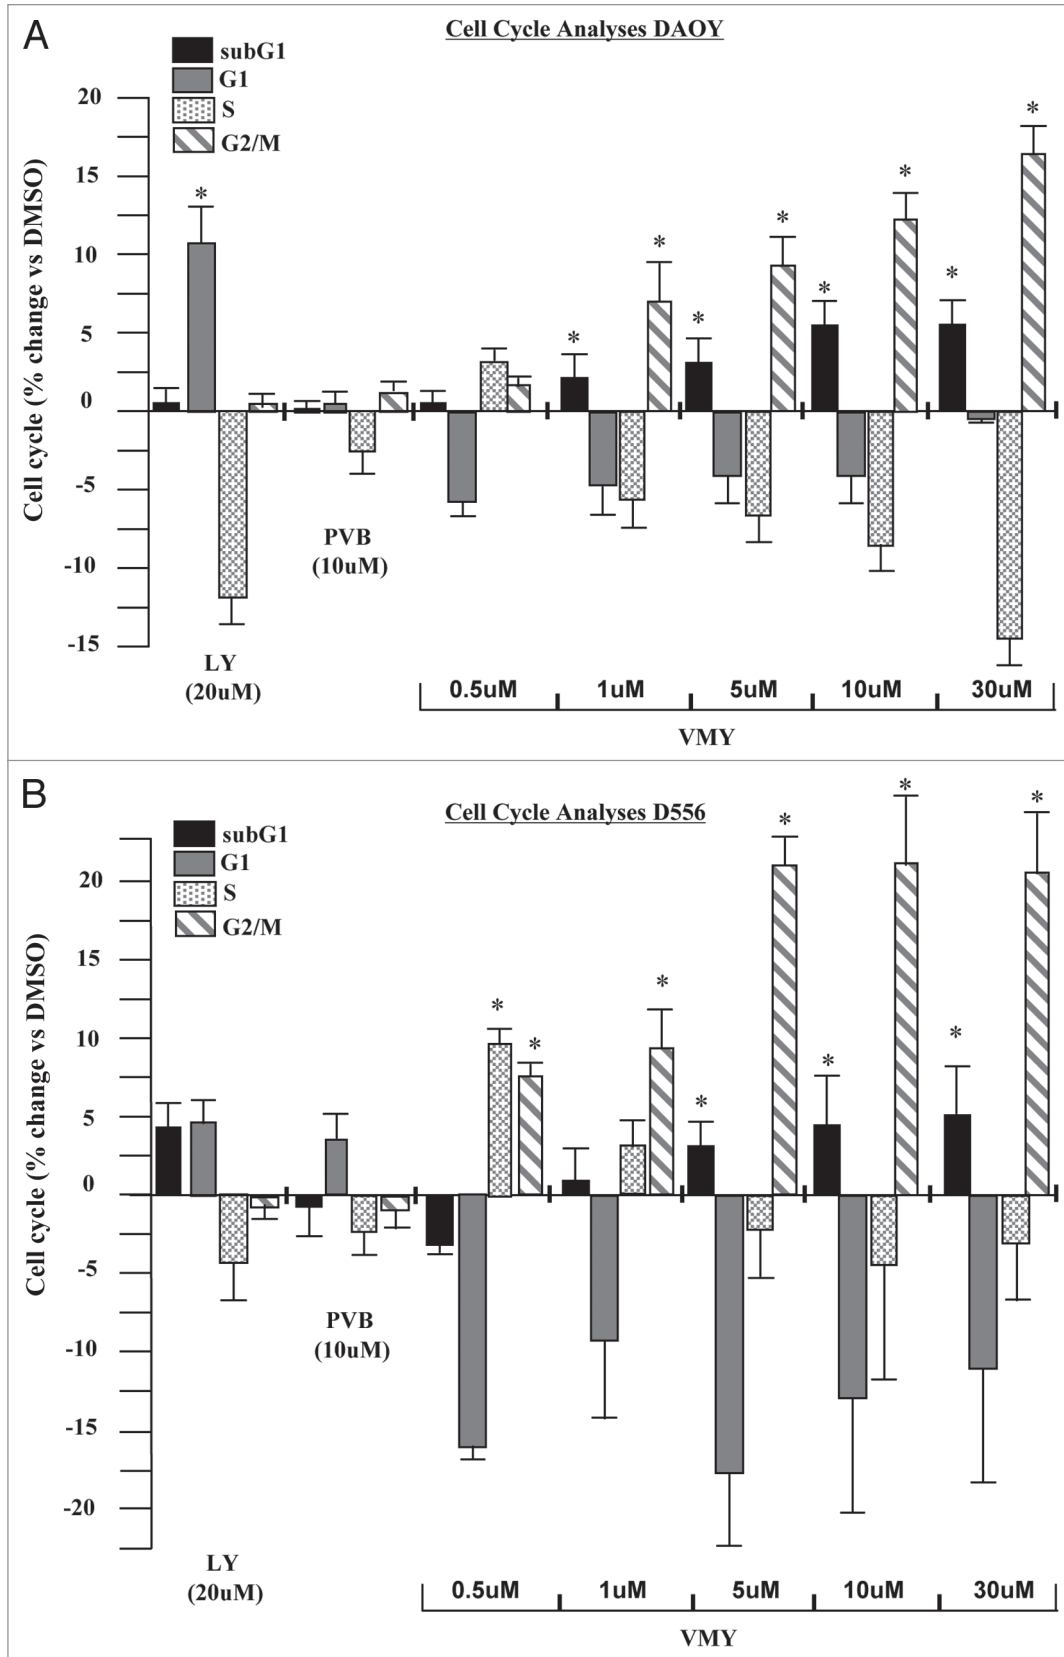 A
Cell Cycle Analyses DAOY
subG1
G1
S
G2/M
Cell cycle (% change vs DMSO)
20
15
10
5
0
-5
-10
-15
*
*
*
*
*
*
*
*
*
PVB
(10uM)
LY
(20uM)
0.5uM 1uM 5uM 10uM 30uM
VMY
B
Cell Cycle Analyses D556
subG1
G1
S
G2/M
Cell cycle (% change vs DMSO)
20
15
10
5
0
-5
-10
-15
-20
*
*
*
*
*
*
*
*
*
PVB
(10uM)
LY
(20uM)
0.5uM 1uM 5uM 10uM 30uM
VMY